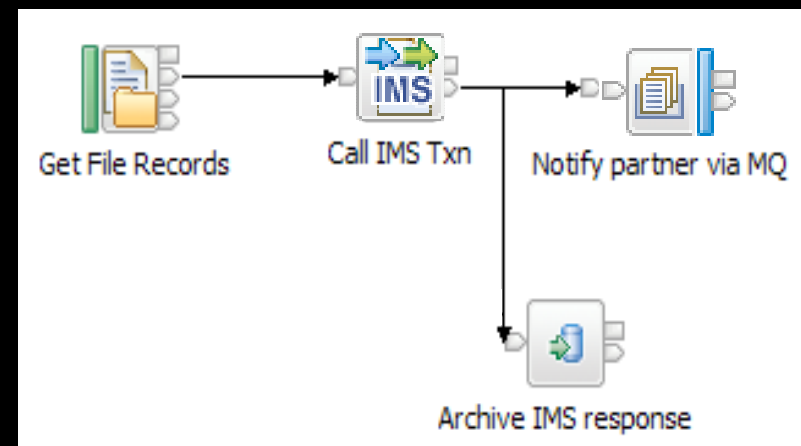 IMS
Get File Records
Call IMS Txn
Notify partner via MQ
Archive IMS response